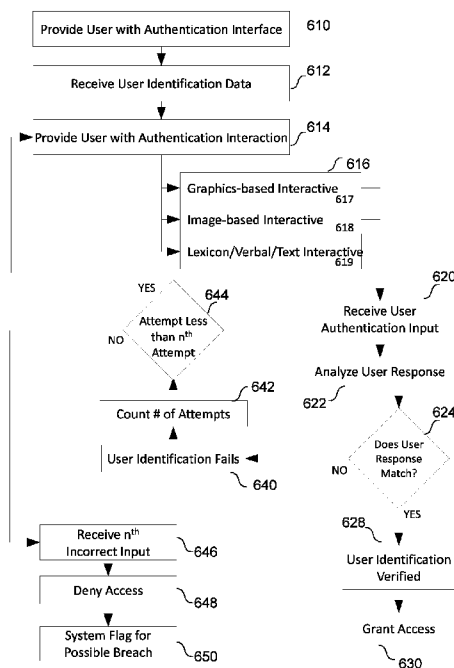 Provide User with Authentication Interface
610
Receive User Identification Data
612
Provide User with Authentication Interaction
614
616
Graphics-based Interactive
617
Image-based Interactive
618
Lexicon/Verbal/Text Interactive
619
620
Receive User
Authentication Input
Analyze User Response
622
624
Does User
Response
Match?
NO
YES
628
User Identification
Verified
Grant Access
630
YES
644
Attempt Less
than nth
Attempt
NO
642
Count # of Attempts
User Identification Fails
640
Receive nth
Incorrect Input
646
Deny Access
648
System Flag for
Possible Breach
650